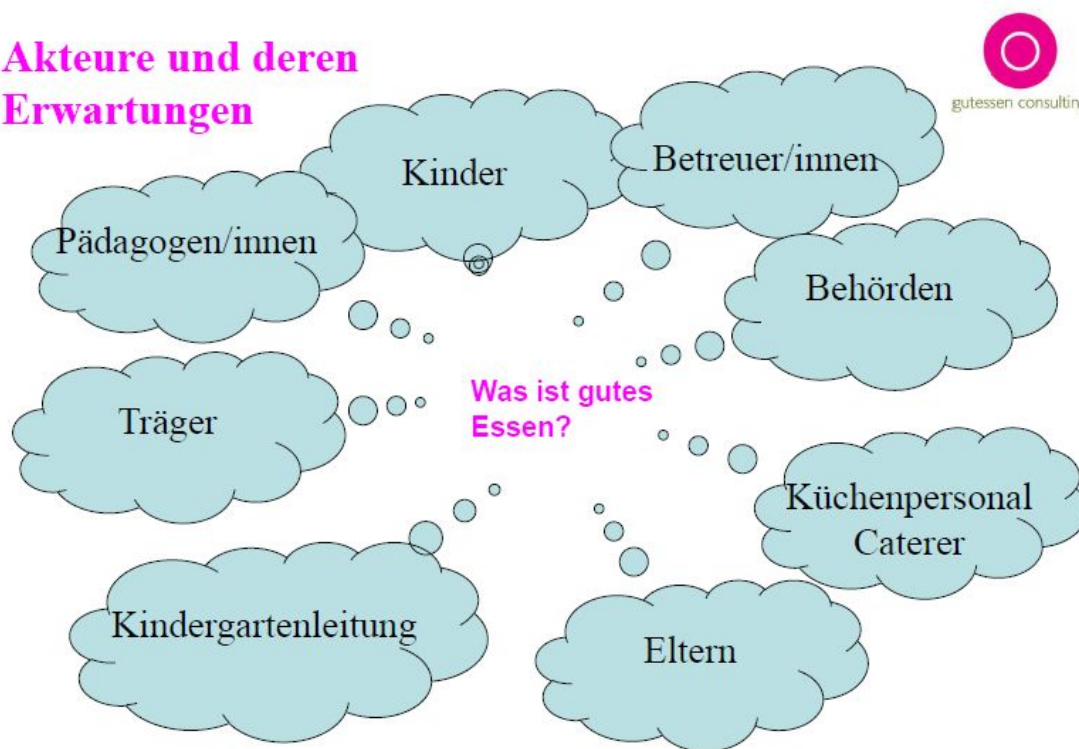 Akteure und deren
Erwartungen
gutessen consultin
Kinder
Betreuer/innen
Pädagogen/innen
Behörden
Was ist gutes
Essen?
Träger
Küchenpersonal
Caterer
Kindergartenleitung
Eltern